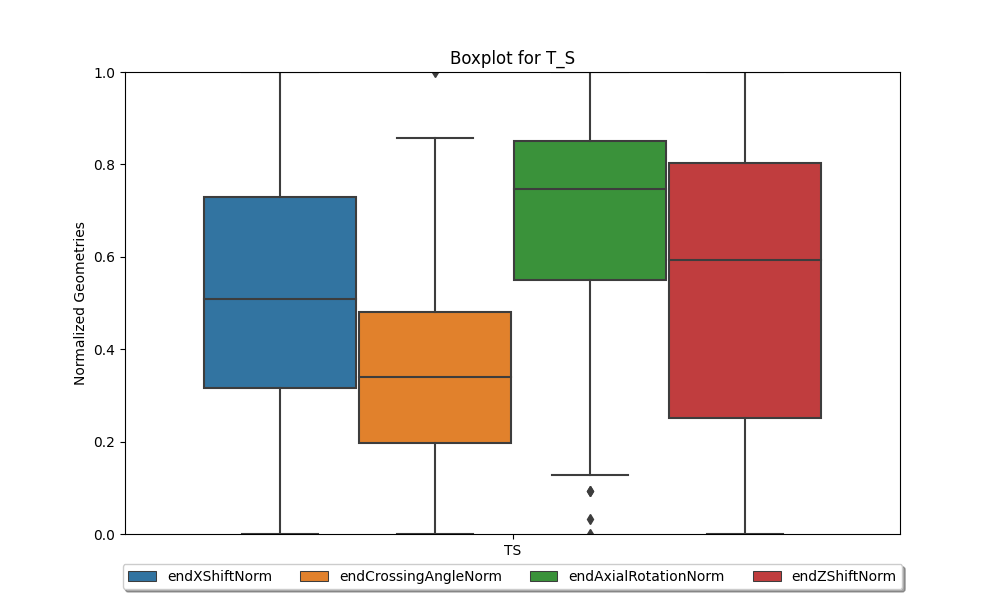 Boxplot for T_S
1.0
0.8
0.6
0.4
0.2
0.0
Normalized Geometries
TS
endXShiftNorm endCrossingAngleNorm endAxialRotationNorm endZShiftNorm